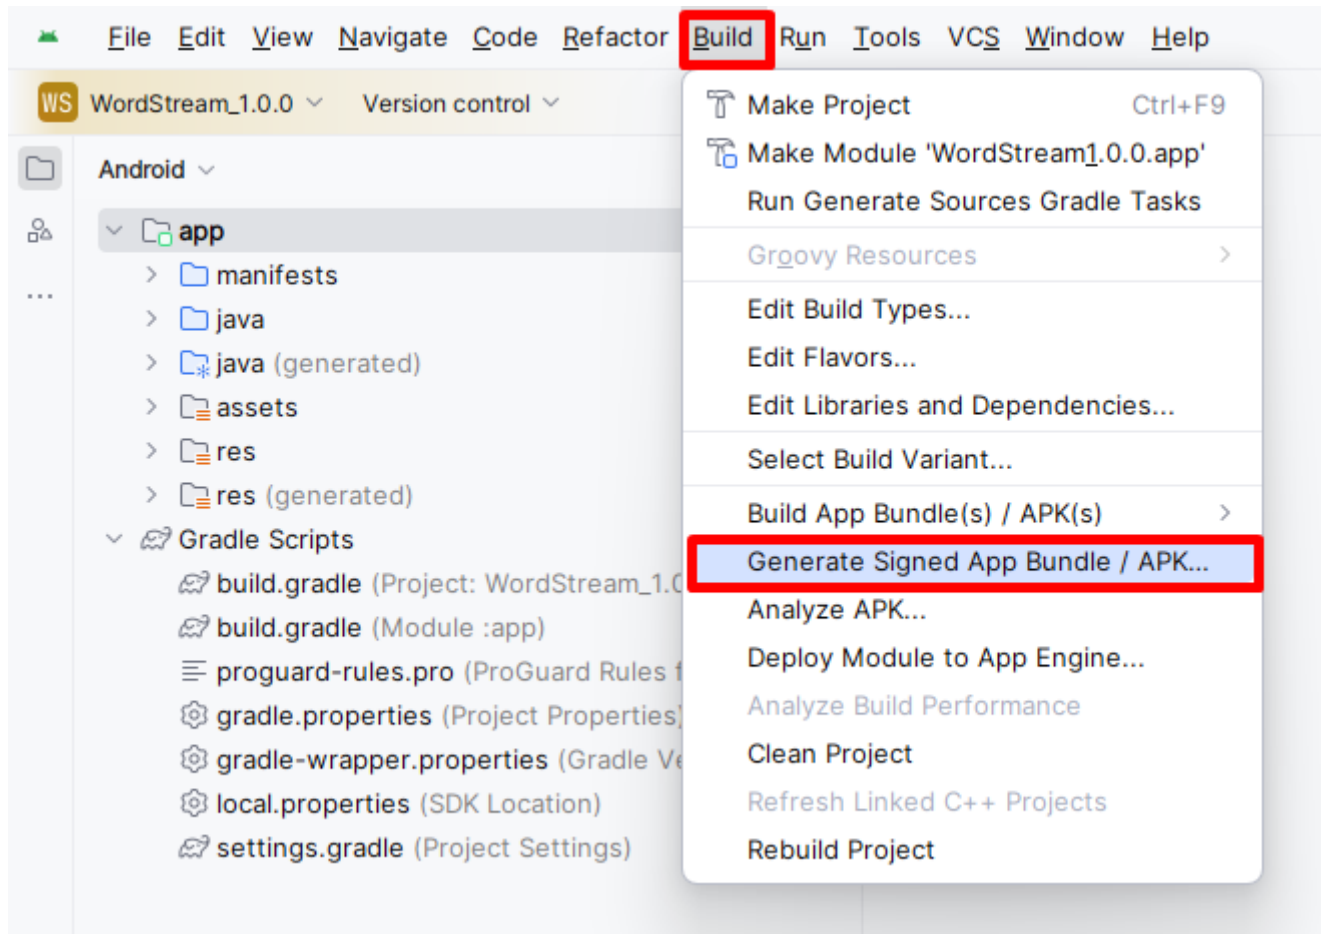 File Edit View Navigate Code Refactor Build Run Tools VCS Window Help
WS WordStream_1.0.0 Version control
Android
app
manifests
java
java (generated)
assets
res
res (generated)
Gradle Scripts
build.gradle (Project: WordStream_1.0
build.gradle (Module :app)
proguard-rules.pro (ProGuard Rules f
gradle.properties (Project Properties)
gradle-wrapper.properties (Gradle Ve
local.properties (SDK Location)
settings.gradle (Project Settings)
Make Project Ctrl+F9
Make Module 'WordStream1.0.0.app'
Run Generate Sources Gradle Tasks
Groovy Resources
Edit Build Types...
Edit Flavors...
Edit Libraries and Dependencies...
Select Build Variant...
Build App Bundle(s) / APK(s)
Generate Signed App Bundle / APK...
Analyze APK...
Deploy Module to App Engine...
Analyze Build Performance
Clean Project
Refresh Linked C++ Projects
Rebuild Project